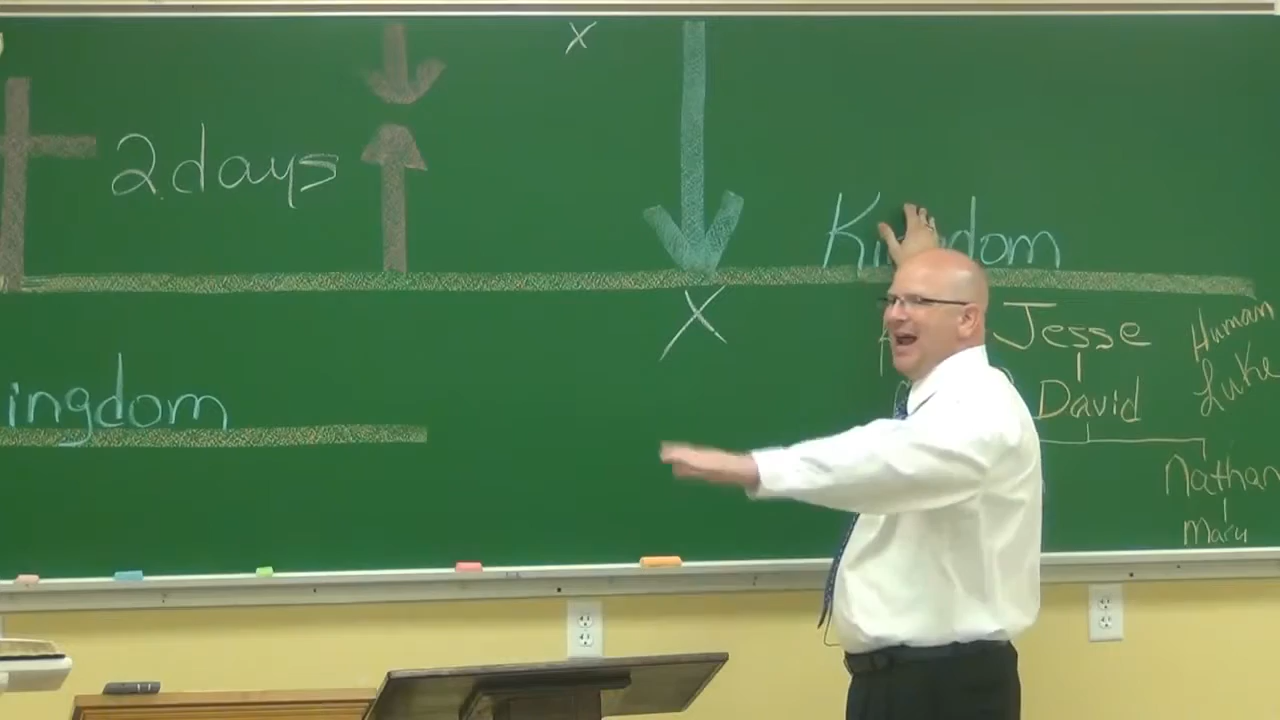 x
2 days
Kingdom
X
Jesse
Human
Luke
ingdom
David
Nathan
Mary